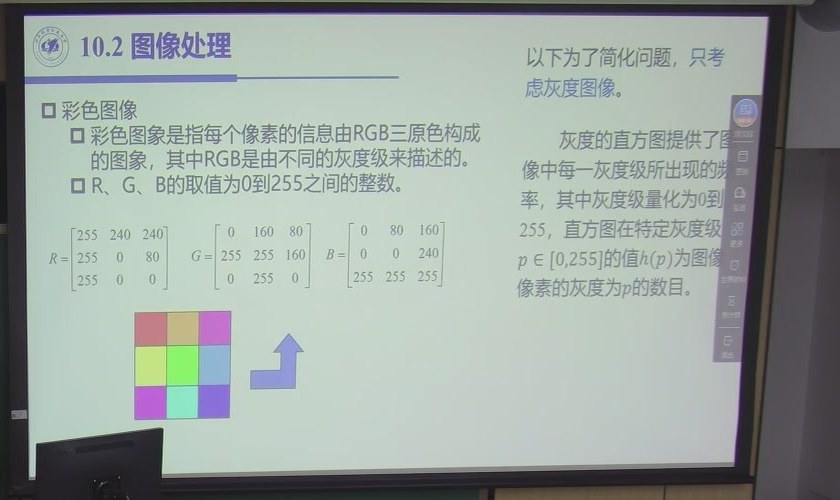 10.2 图像处理
彩色图像
彩色图象是指每个像素的信息由RGB三原色构成
的图象，其中RGB是由不同的灰度级来描述的。
R、G、B的取值为0到255之间的整数。
R =
255 240 240
255 0 80
255 0 0
G =
0 160 80
255 255 160
0 255 0
B =
0 80 160
0 0 240
255 255 255
以下为了简化问题，只考
虑灰度图像。
灰度的直方图提供了图
像中每一灰度级所出现的频
率，其中灰度级量化为0到
255，直方图在特定灰度级
p ∈ [0,255]的值h(p)为图像
像素的灰度为p的数目。
更多
退出